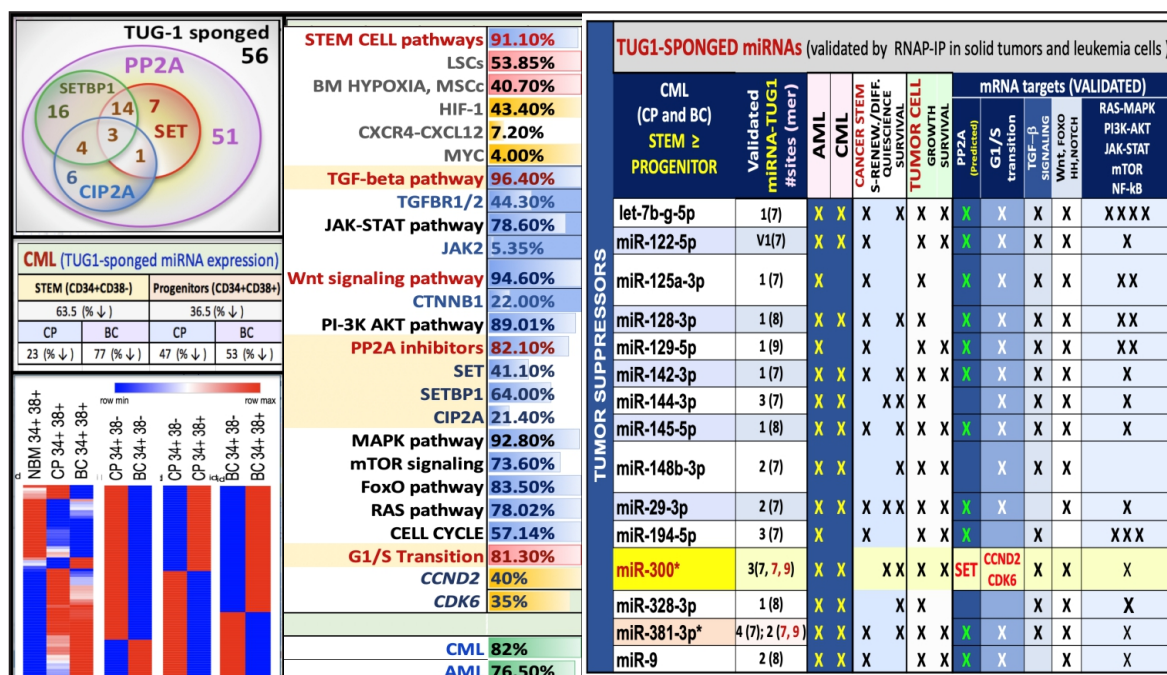 TUG-1 sponged
56
PP2A
SETBP1
16
14
7
3
SET
51
4
1
6
CIP2A
CML (TUG1-sponged miRNA expression)
STEM (CD34+CD38-) Progenitors (CD34+CD38+)
63.5 (% ↓) 36.5 (% ↓)
CP BC CP BC
23 (% ↓) 77 (% ↓) 47 (% ↓) 53 (% ↓)
row min row max
NBM 34+ 38+
CP 34+ 38+
BC 34+ 38+
CP 34+ 38-
BC 34+ 38-
CP 34+ 38-
CP 34+ 38+
BC 34+ 38-
BC 34+ 38+
STEM CELL pathways 91.10%
LSCs 53.85%
BM HYPOXIA, MSCc 40.70%
HIF-1 43.40%
CXCR4-CXCL12 7.20%
MYC 4.00%
TGF-beta pathway 96.40%
TGFBR1/2 44.30%
JAK-STAT pathway 78.60%
JAK2 5.35%
Wnt signaling pathway 94.60%
CTNNB1 22.00%
PI-3K AKT pathway 89.01%
PP2A inhibitors 82.10%
SET 41.10%
SETBP1 64.00%
CIP2A 21.40%
MAPK pathway 92.80%
mTOR signaling 73.60%
FoxO pathway 83.50%
RAS pathway 78.02%
CELL CYCLE 57.14%
G1/S Transition 81.30%
CCND2 40%
CDK6 35%
CML 82%
AML 76.50%
TUG1-SPONGED miRNAs (validated by RNAP-IP in solid tumors and leukemia cells )
CML
(CP and BC)
STEM ≥
PROGENITOR
Validated
miRNA-TUG1
#sites (mer)
AML
CML
CANCER STEM
S-RENEW./DIFF.
QUIESCENCE
SURVIVAL
TUMOR CELL
GROWTH
SURVIVAL
mRNA targets (VALIDATED)
PP2A
(Predicted)
G1/S
transition
TGF-β
SIGNALING
Wnt, FOXO
HH,NOTCH
RAS-MAPK
PI3K-AKT
JAK-STAT
mTOR
NF-kB
TUMOR SUPPRESSORS
let-7b-g-5p 1(7) X X X X X X X X X X XXXX
miR-122-5p V1(7) X X X X X X X X X X
miR-125a-3p 1 (7) X X X X X X X XX
miR-128-3p 1 (8) X X X X X X X X X XX
miR-129-5p 1 (9) X X X X X X X X XX
miR-142-3p 1 (7) X X X X X X X X X X X
miR-144-3p 3 (7) X X XX X X X X X
miR-145-5p 1 (8) X X X X X X X X X X X
miR-148b-3p 2 (7) X X X X X X X X
miR-29-3p 2 (7) X X X XX X X X X X X
miR-194-5p 3 (7) X X X X X X XXX
miR-300* 3(7, 7, 9) X X XX X X SET CCND2 CDK6 X X X
miR-328-3p 1 (8) X X X X X X X
miR-381-3p* 4 (7); 2 (7, 9) X X X X X X X X X X X
miR-9 2 (8) X X X X X X X X X